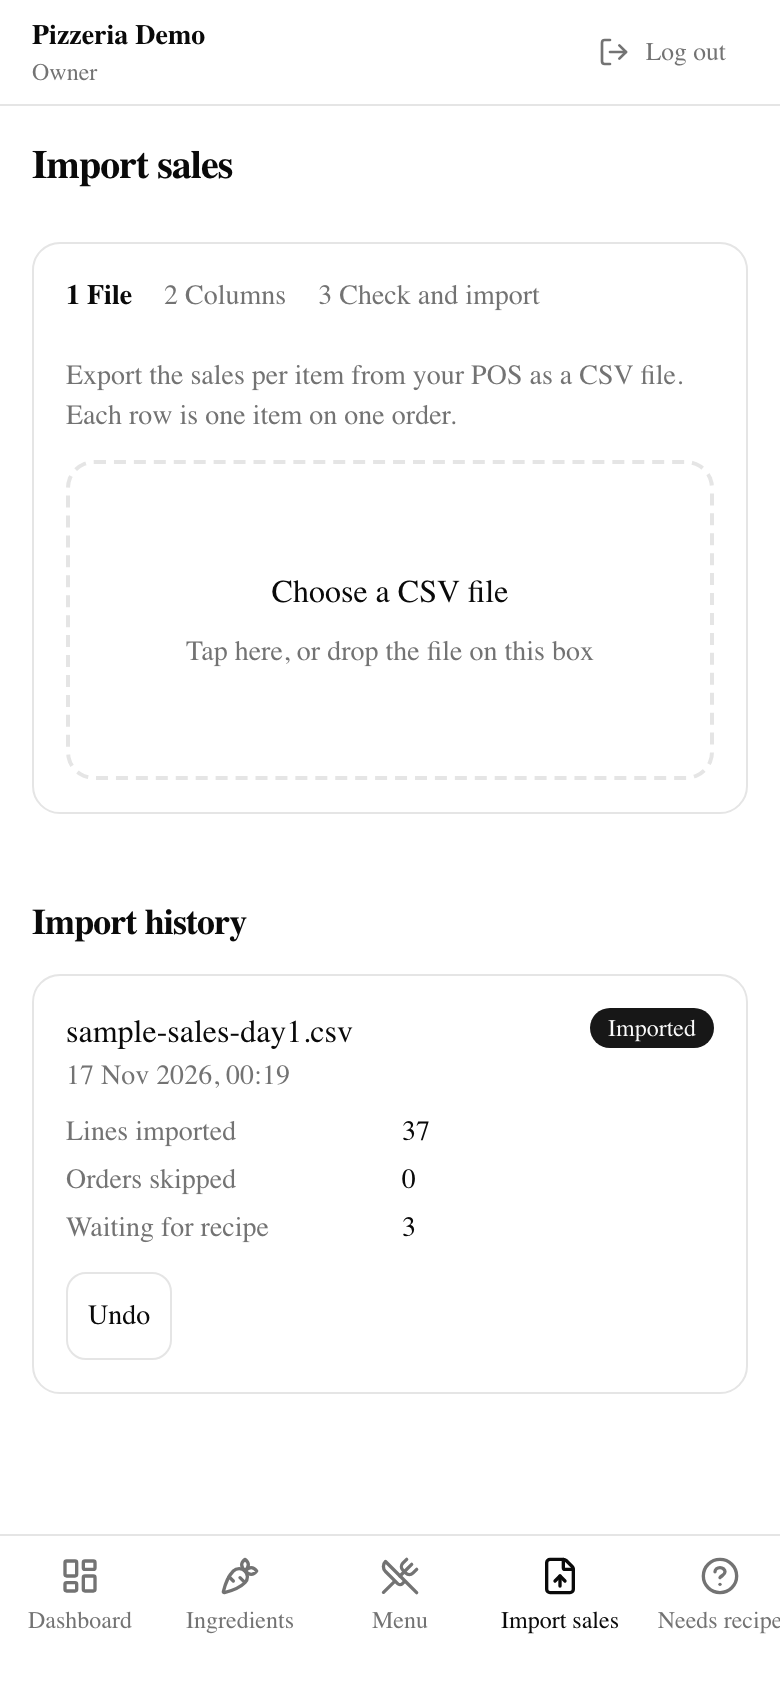 Pizzeria Demo
Owner
Log out
Import sales
1 File 2 Columns 3 Check and import
Export the sales per item from your POS as a CSV file.
Each row is one item on one order.
Choose a CSV file
Tap here, or drop the file on this box
Import history
sample-sales-day1.csv
Imported
17 Nov 2026, 00:19
Lines imported 37
Orders skipped 0
Waiting for recipe 3
Undo
Dashboard Ingredients Menu Import sales Needs recipe